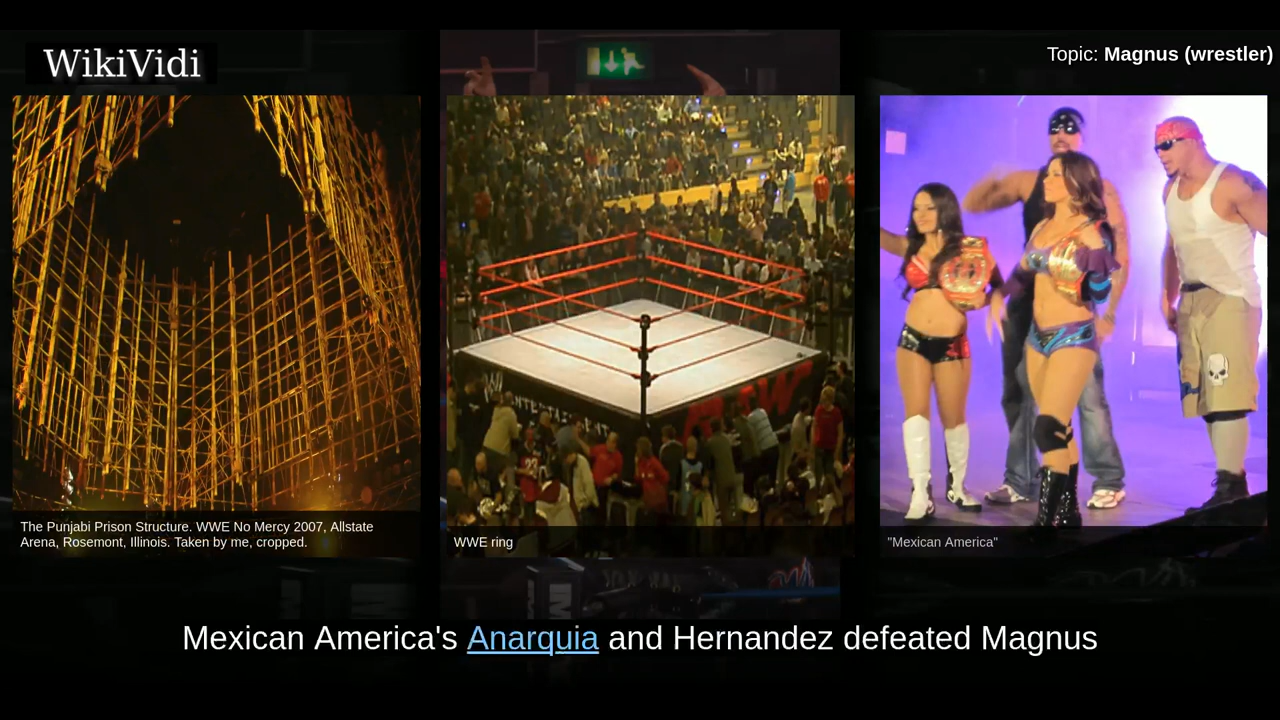 WikiVidi
Topic: Magnus (wrestler)
The Punjabi Prison Structure. WWE No Mercy 2007, Allstate
Arena, Rosemont, Illinois. Taken by me, cropped.
WWE ring
"Mexican America"
Mexican America's Anarquia and Hernandez defeated Magnus